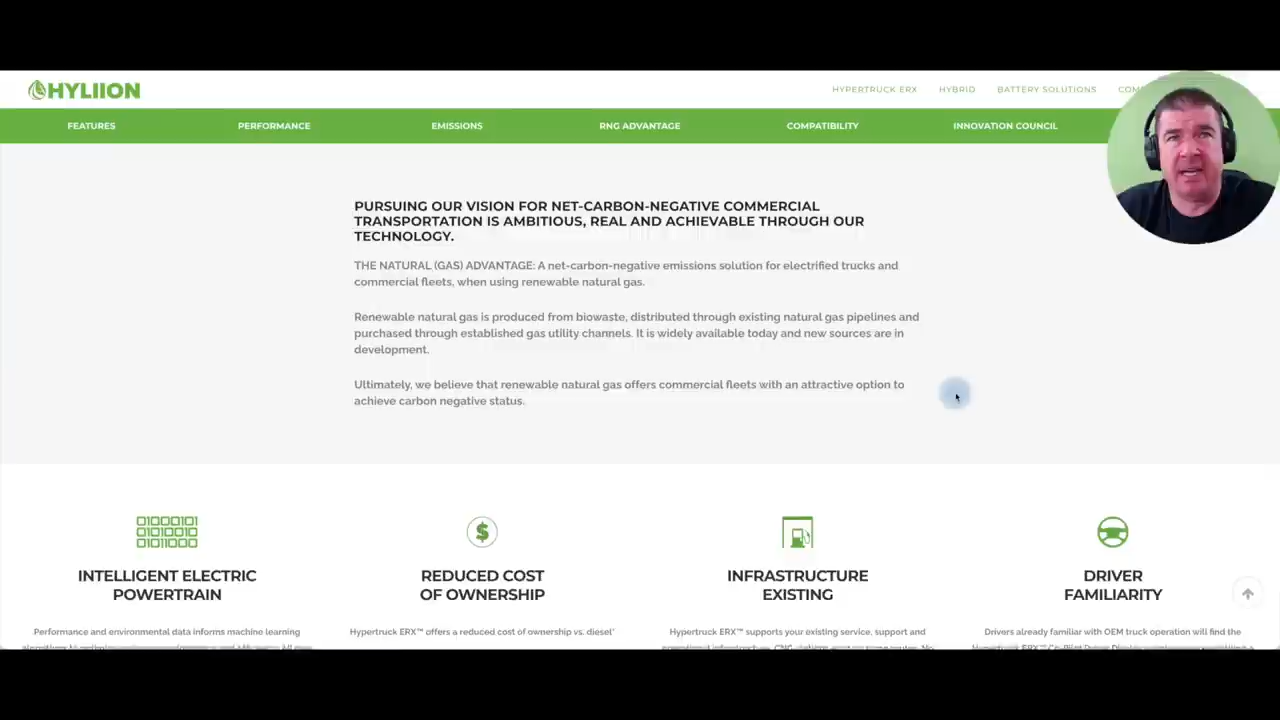 HYLIION
HYPERTRUCK ERX HYBRID BATTERY SOLUTIONS
FEATURES PERFORMANCE EMISSIONS RNG ADVANTAGE COMPATIBILITY INNOVATION COUNCIL
PURSUING OUR VISION FOR NET-CARBON-NEGATIVE COMMERCIAL
TRANSPORTATION IS AMBITIOUS, REAL AND ACHIEVABLE THROUGH OUR
TECHNOLOGY.
THE NATURAL (GAS) ADVANTAGE: A net-carbon-negative emissions solution for electrified trucks and
commercial fleets, when using renewable natural gas.
Renewable natural gas is produced from biowaste, distributed through existing natural gas pipelines and
purchased through established gas utility channels. It is widely available today and new sources are in
development.
Ultimately, we believe that renewable natural gas offers commercial fleets with an attractive option to
achieve carbon negative status.
INTELLIGENT ELECTRIC
POWERTRAIN
Performance and environmental data informs machine learning
REDUCED COST
OF OWNERSHIP
Hypertruck ERX™ offers a reduced cost of ownership vs. diesel*
INFRASTRUCTURE
EXISTING
Hypertruck ERX™ supports your existing service, support and
DRIVER
FAMILIARITY
Drivers already familiar with OEM truck operation will find the